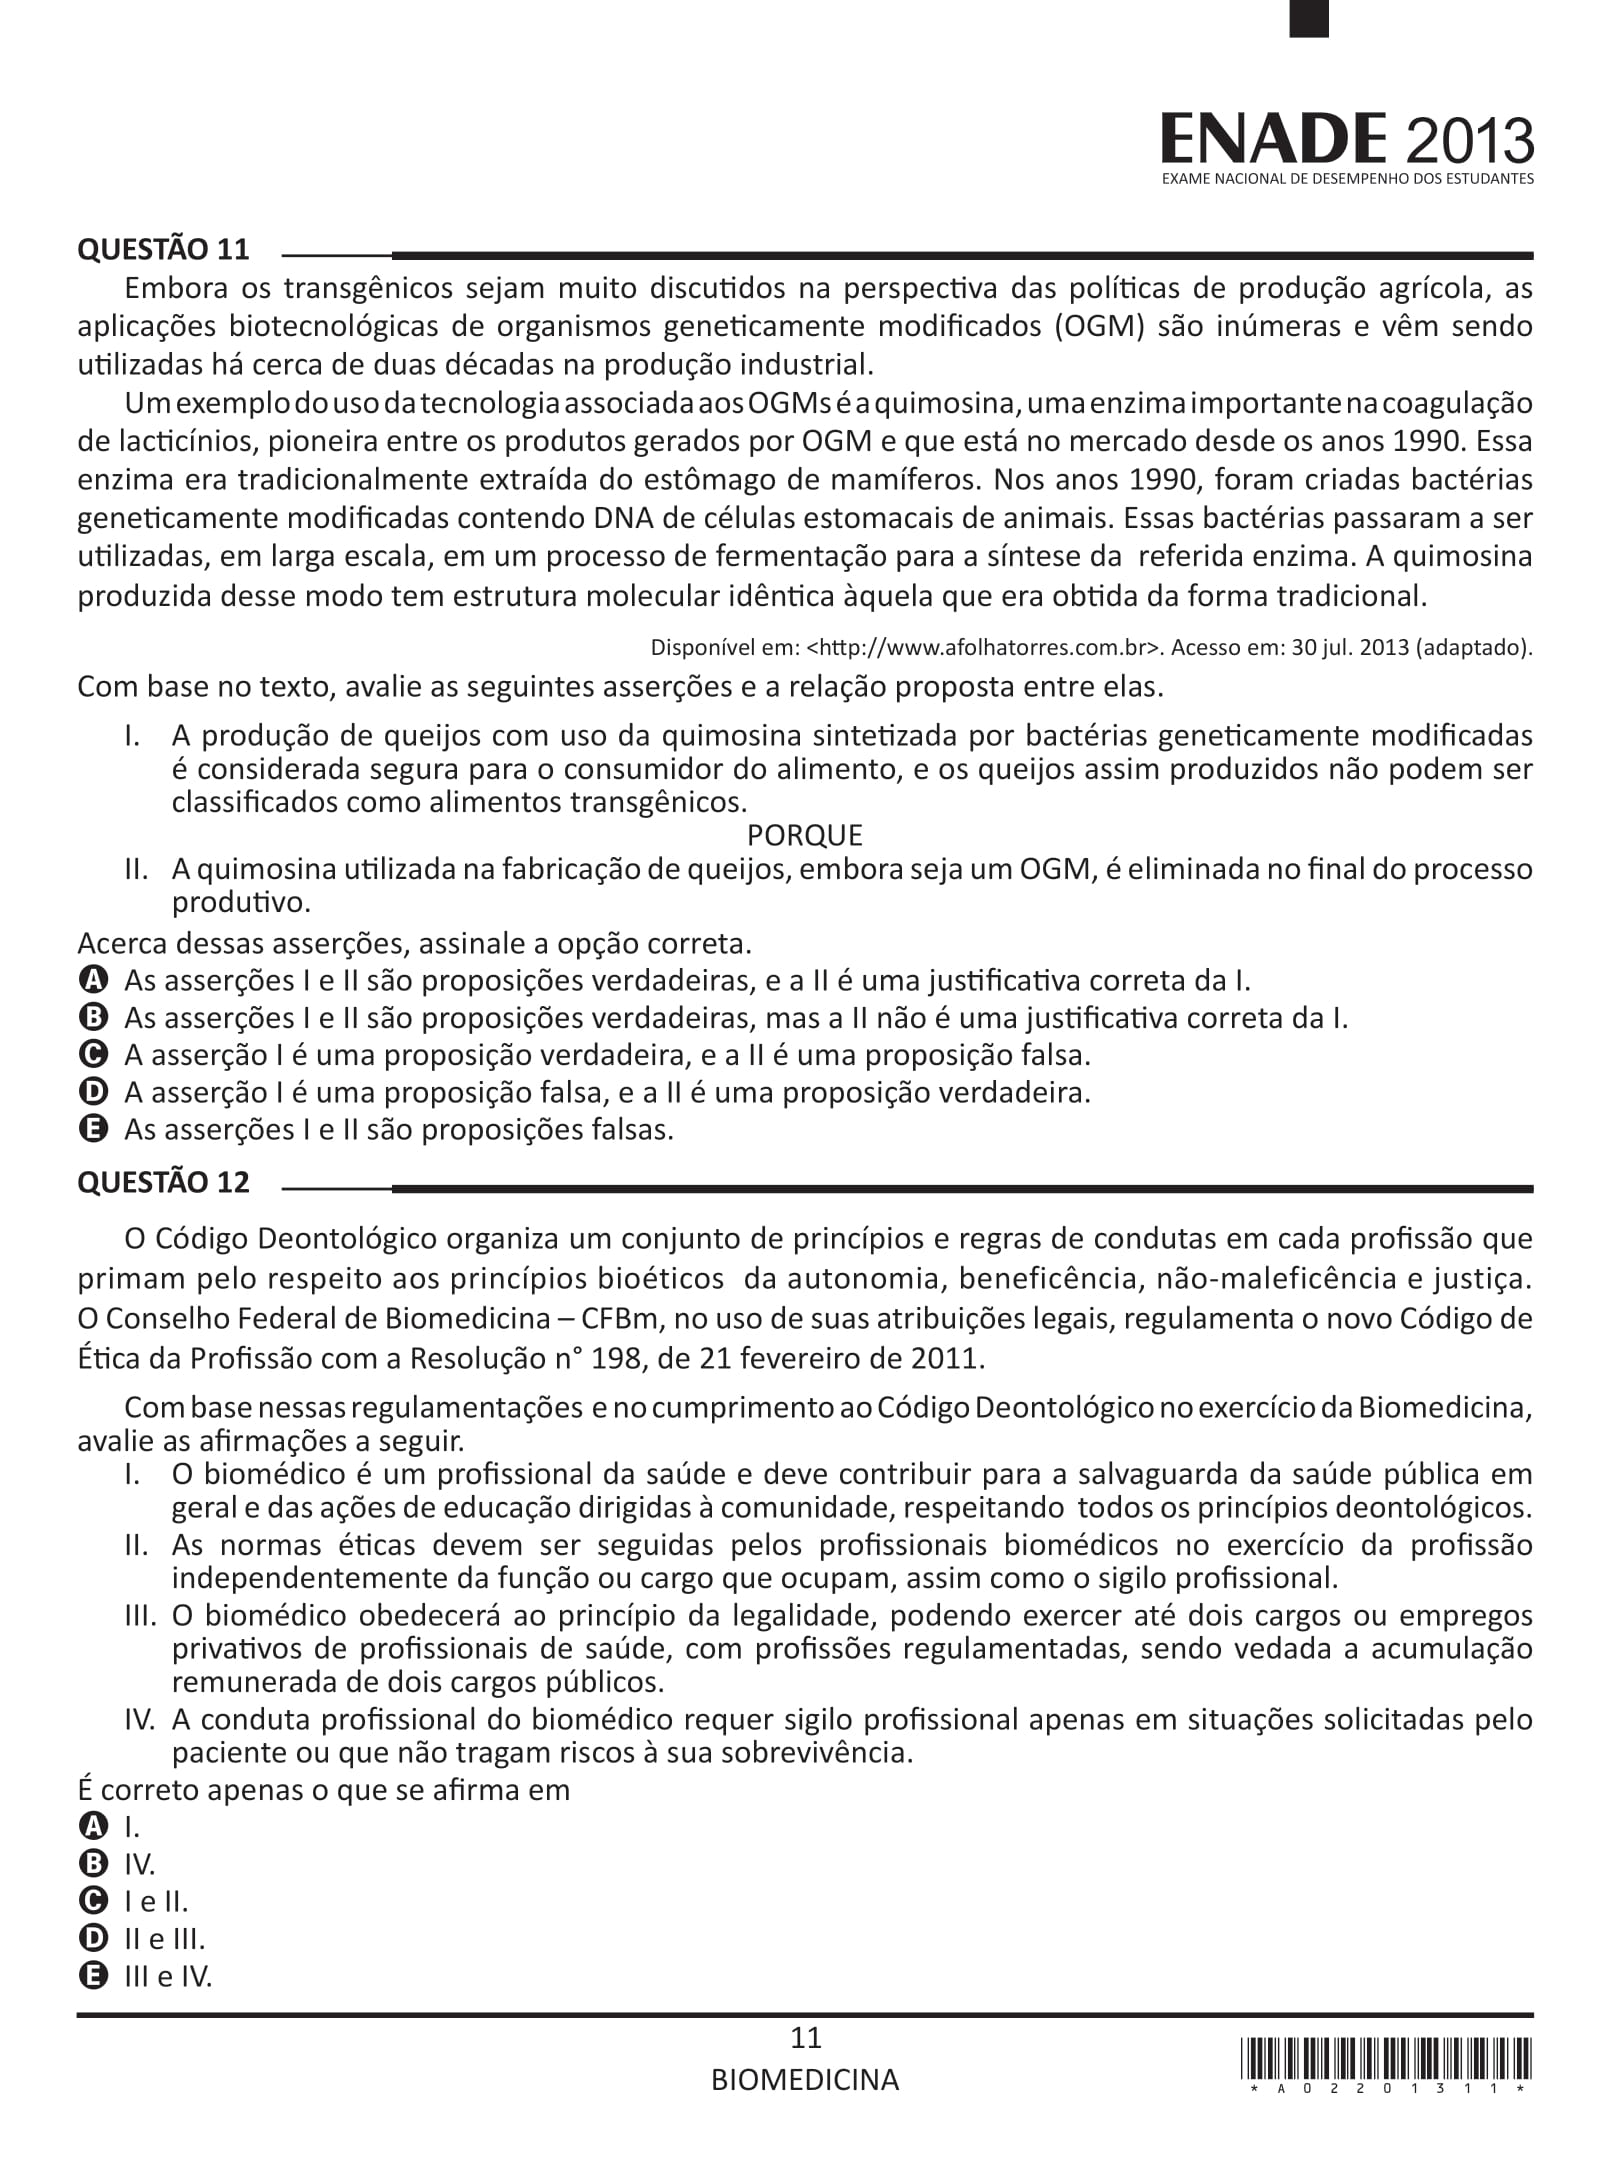 ENADE 2013
EXAME NACIONAL DE DESEMPENHO DOS ESTUDANTES
QUESTÃO 11
Embora os transgênicos sejam muito discutidos na perspectiva das políticas de produção agrícola, as
aplicações biotecnológicas de organismos geneticamente modificados (OGM) são inúmeras e vêm sendo
utilizadas há cerca de duas décadas na produção industrial.
Um exemplo do uso da tecnologia associada aos OGMs é a quimosina, uma enzima importante na coagulação
de lacticínios, pioneira entre os produtos gerados por OGM e que está no mercado desde os anos 1990. Essa
enzima era tradicionalmente extraída do estômago de mamíferos. Nos anos 1990, foram criadas bactérias
geneticamente modificadas contendo DNA de células estomacais de animais. Essas bactérias passaram a ser
utilizadas, em larga escala, em um processo de fermentação para a síntese da referida enzima. A quimosina
produzida desse modo tem estrutura molecular idêntica àquela que era obtida da forma tradicional.
Disponível em: <http://www.afolhatorres.com.br>. Acesso em: 30 jul. 2013 (adaptado).
Com base no texto, avalie as seguintes asserções e a relação proposta entre elas.
I. A produção de queijos com uso da quimosina sintetizada por bactérias geneticamente modificadas
é considerada segura para o consumidor do alimento, e os queijos assim produzidos não podem ser
classificados como alimentos transgênicos.
PORQUE
II. A quimosina utilizada na fabricação de queijos, embora seja um OGM, é eliminada no final do processo
produtivo.
Acerca dessas asserções, assinale a opção correta.
A As asserções I e II são proposições verdadeiras, e a II é uma justificativa correta da I.
B As asserções I e II são proposições verdadeiras, mas a II não é uma justificativa correta da I.
C A asserção I é uma proposição verdadeira, e a II é uma proposição falsa.
D A asserção I é uma proposição falsa, e a II é uma proposição verdadeira.
E As asserções I e II são proposições falsas.
QUESTÃO 12
O Código Deontológico organiza um conjunto de princípios e regras de condutas em cada profissão que
primam pelo respeito aos princípios bioéticos da autonomia, beneficência, não-maleficência e justiça.
O Conselho Federal de Biomedicina – CFBm, no uso de suas atribuições legais, regulamenta o novo Código de
Ética da Profissão com a Resolução n° 198, de 21 fevereiro de 2011.
Com base nessas regulamentações e no cumprimento ao Código Deontológico no exercício da Biomedicina,
avalie as afirmações a seguir.
I. O biomédico é um profissional da saúde e deve contribuir para a salvaguarda da saúde pública em
geral e das ações de educação dirigidas à comunidade, respeitando todos os princípios deontológicos.
II. As normas éticas devem ser seguidas pelos profissionais biomédicos no exercício da profissão
independentemente da função ou cargo que ocupam, assim como o sigilo profissional.
III. O biomédico obedecerá ao princípio da legalidade, podendo exercer até dois cargos ou empregos
privativos de profissionais de saúde, com profissões regulamentadas, sendo vedada a acumulação
remunerada de dois cargos públicos.
IV. A conduta profissional do biomédico requer sigilo profissional apenas em situações solicitadas pelo
paciente ou que não tragam riscos à sua sobrevivência.
É correto apenas o que se afirma em
A I.
B IV.
C I e II.
D II e III.
E III e IV.
11
BIOMEDICINA
*A02201311*